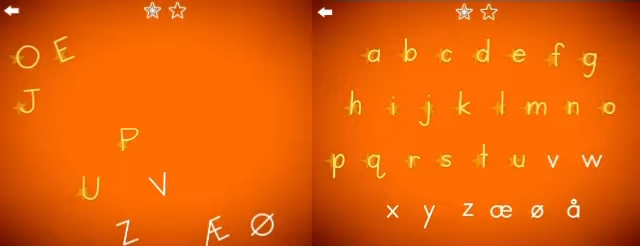 O E
J
P
U V
Z Æ Ø
a b c d e f g
h i j k l m n o
p q r s t u v w
x y z æ ø å